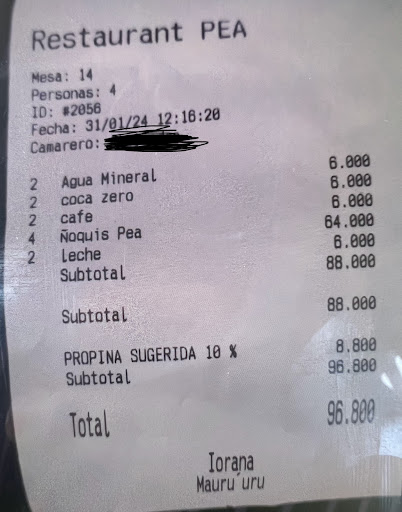 Restaurant PEA
Mesa: 14
Personas: 4
ID: #2056
Fecha: 31/01/24 12:16:20
Camarero:
2 Agua Mineral 6.000
2 coca zero 6.000
2 cafe 6.000
4 Ñoquis Pea 64.000
2 leche 6.000
Subtotal 88.000
Subtotal 88.000
PROPINA SUGERIDA 10 % 8.800
Subtotal 96.800
Total 96.800
Iorana
Mauru´uru